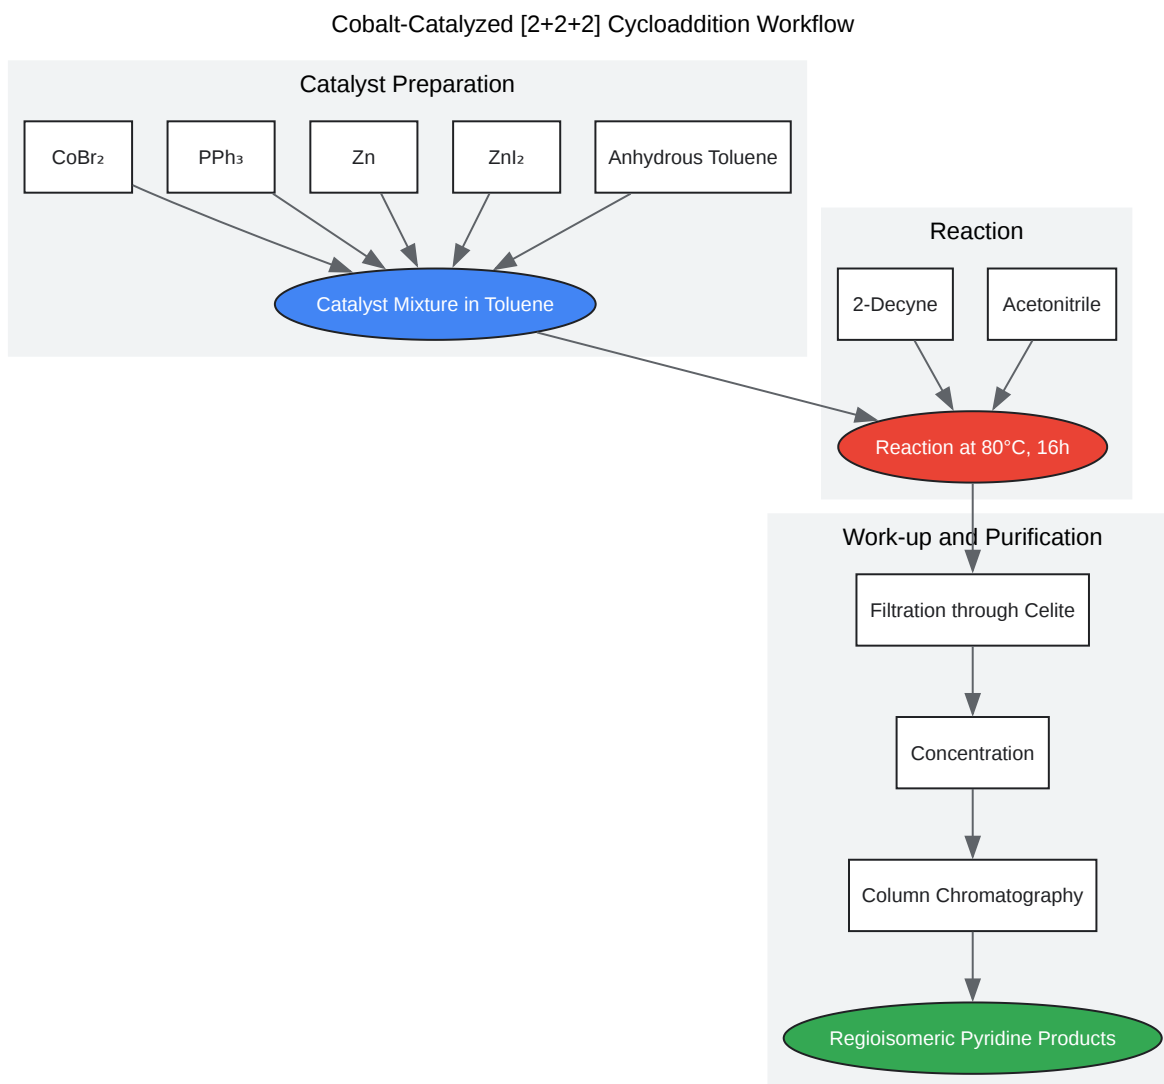 Cobalt-Catalyzed [2+2+2] Cycloaddition Workflow
Catalyst Preparation
CoBr₂
PPh₃
Zn
ZnI₂
Anhydrous Toluene
Catalyst Mixture in Toluene
Reaction
2-Decyne
Acetonitrile
Reaction at 80°C, 16h
Work-up and Purification
Filtration through Celite
Concentration
Column Chromatography
Regioisomeric Pyridine Products